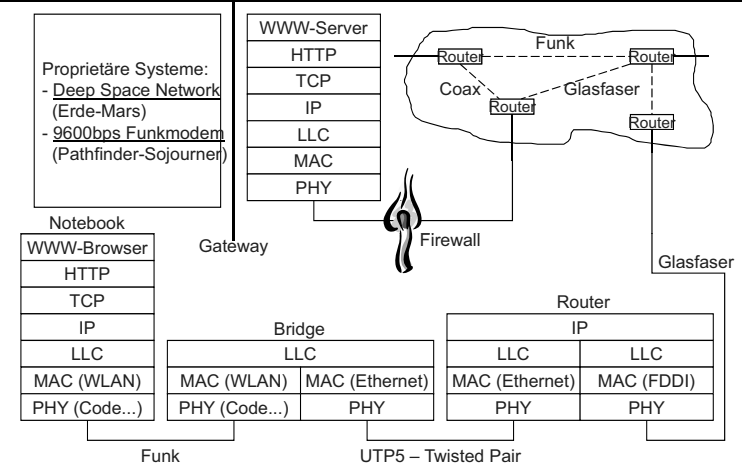 Proprietäre Systeme:
- Deep Space Network
(Erde-Mars)
- 9600bps Funkmodem
(Pathfinder-Sojourner)
Gateway
WWW-Server
HTTP
TCP
IP
LLC
MAC
PHY
Firewall
Router
Funk
Router
Coax
Glasfaser
Router
Router
Glasfaser
Notebook
WWW-Browser
HTTP
TCP
IP
LLC
MAC (WLAN)
PHY (Code...)
Funk
Bridge
LLC
MAC (WLAN)
MAC (Ethernet)
PHY (Code...)
PHY
UTP5 – Twisted Pair
Router
IP
LLC
LLC
MAC (Ethernet)
MAC (FDDI)
PHY
PHY